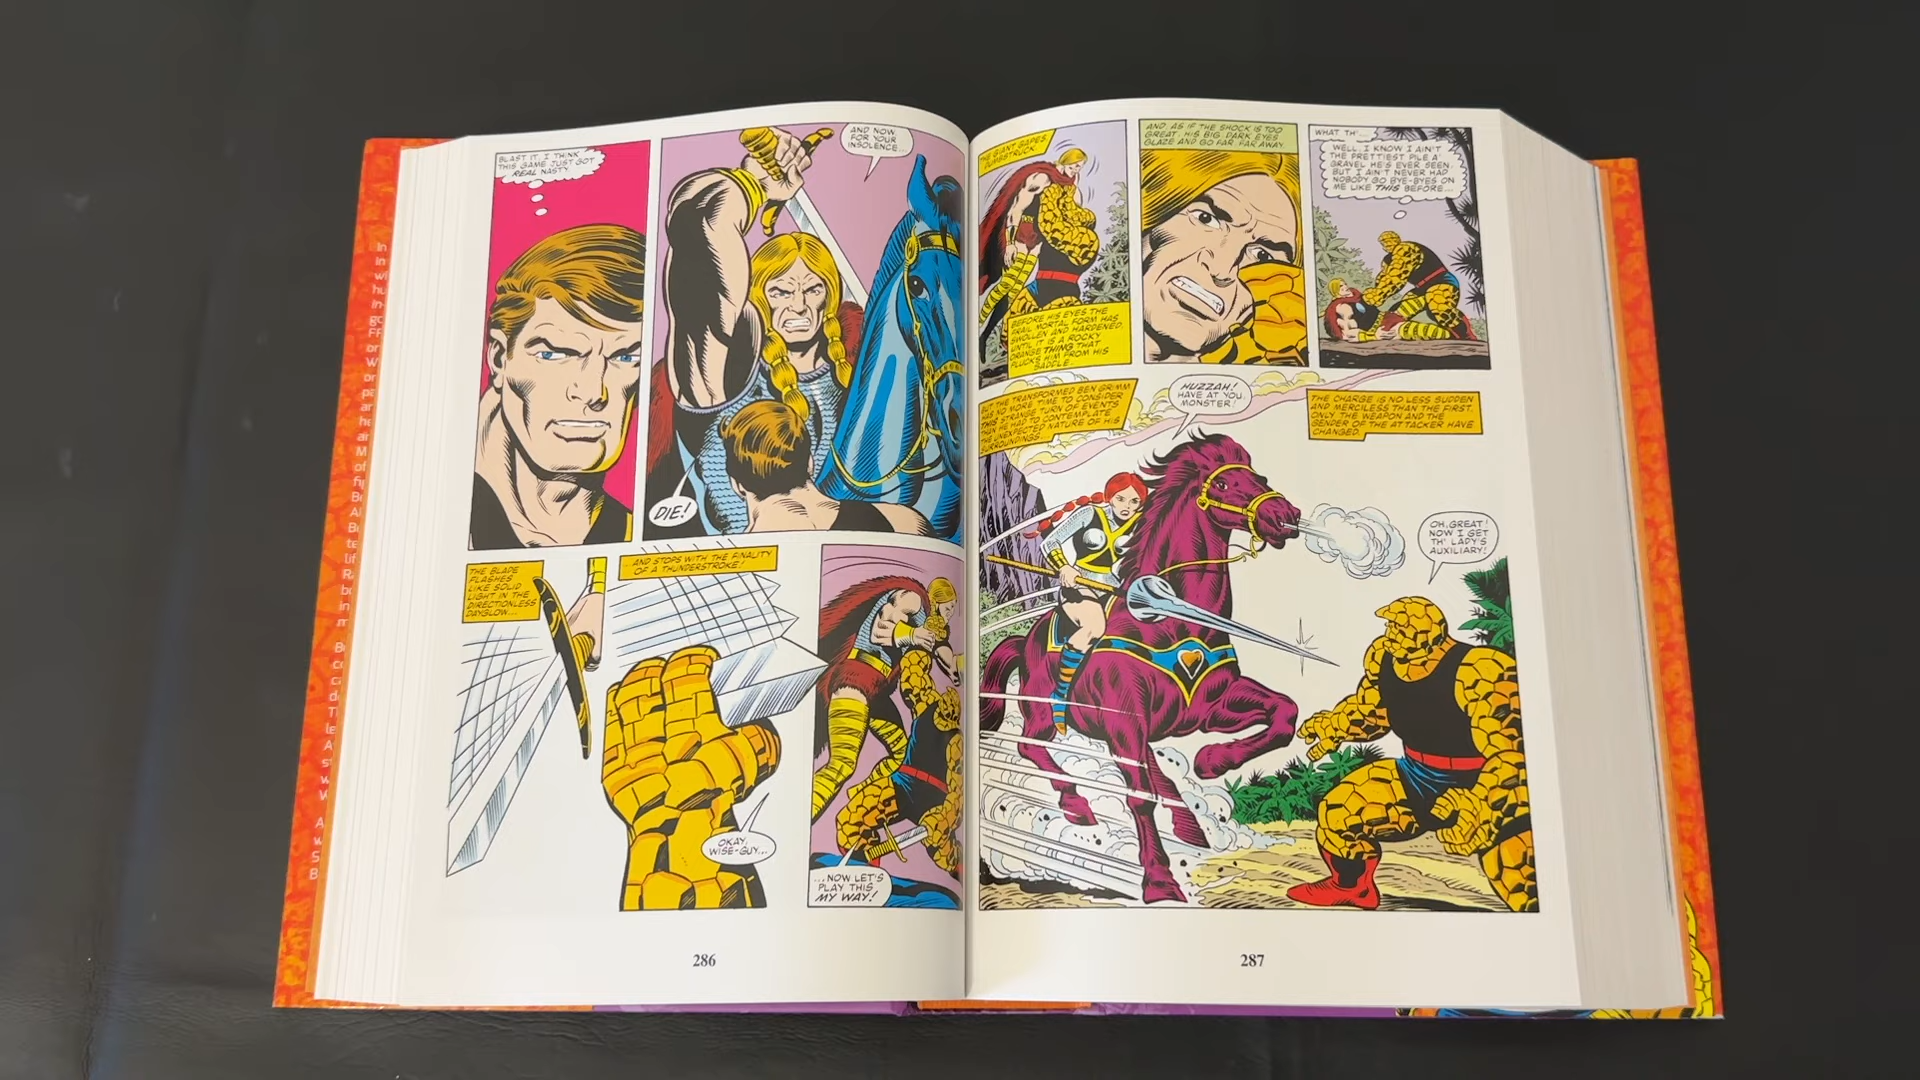 BLAST IT, I THINK
THIS GAME JUST GOT
REAL NASTY.
AND NOW
FOR YOUR
INSOLENCE...
DIE!
THE BLADE
FLASHES
LIKE SOLID
LIGHT IN THE
DIRECTIONLESS
DAYGLOW...
...AND STOPS WITH THE FINALITY
OF A THUNDERSTROKE!
OKAY,
WISE-GUY...
...NOW LET'S
PLAY THIS
MY WAY!
286
THE GIANT GAPES,
DUMBSTRUCK.
BEFORE HIS EYES THE
FRAIL MORTAL FORM HAS
SWOLLEN AND HARDENED,
UNTIL IT IS A ROCKY
ORANGE THING THAT
PLUCKS HIM FROM HIS
SADDLE.
AND, AS IF THE SHOCK IS TOO
GREAT, HIS BIG, DARK EYES
GLAZE AND GO FAR, FAR AWAY.
WHAT TH'...
WELL, I KNOW I AIN'T
THE PRETTIEST PILE A'
GRAVEL HE'S EVER SEEN,
BUT I AIN'T NEVER HAD
NOBODY GO BYE-BYES ON
ME LIKE THIS BEFORE...
BUT THE TRANSFORMED BEN GRIMM
HAS NO MORE TIME TO CONSIDER
THIS STRANGE TURN OF EVENTS
THAN HE HAD TO CONTEMPLATE
THE UNEXPECTED NATURE OF HIS
SURROUNDINGS...
HUZZAH!
HAVE AT YOU,
MONSTER!
THE CHARGE IS NO LESS SUDDEN
AND MERCILESS THAN THE FIRST.
ONLY THE WEAPON AND THE
GENDER OF THE ATTACKER HAVE
CHANGED.
OH, GREAT!
NOW I GET
TH' LADY'S
AUXILIARY!
287